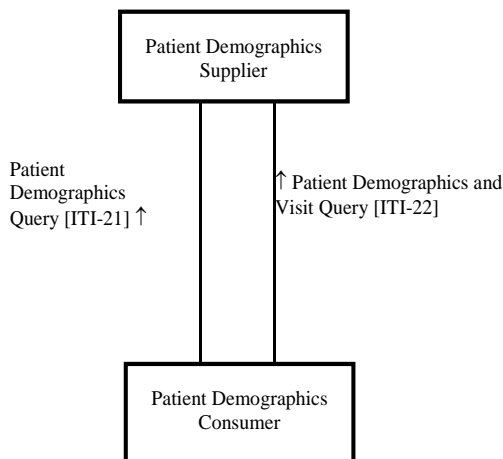 Patient Demographics
Supplier
Patient
Demographics
Query [ITI-21] ↑
↑ Patient Demographics and
Visit Query [ITI-22]
Patient Demographics
Consumer